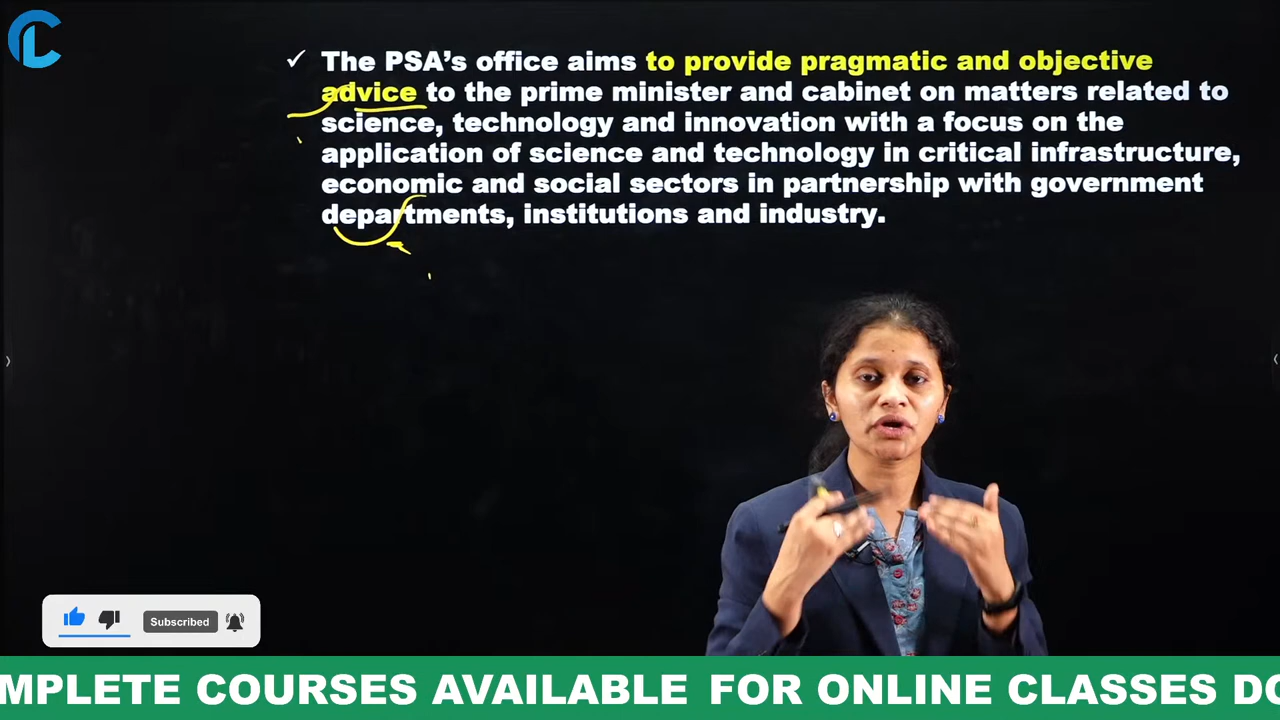 ✓ The PSA's office aims to provide pragmatic and objective
advice to the prime minister and cabinet on matters related to
science, technology and innovation with a focus on the
application of science and technology in critical infrastructure,
economic and social sectors in partnership with government
departments, institutions and industry.
Subscribed
MPLETE COURSES AVAILABLE FOR ONLINE CLASSES DO